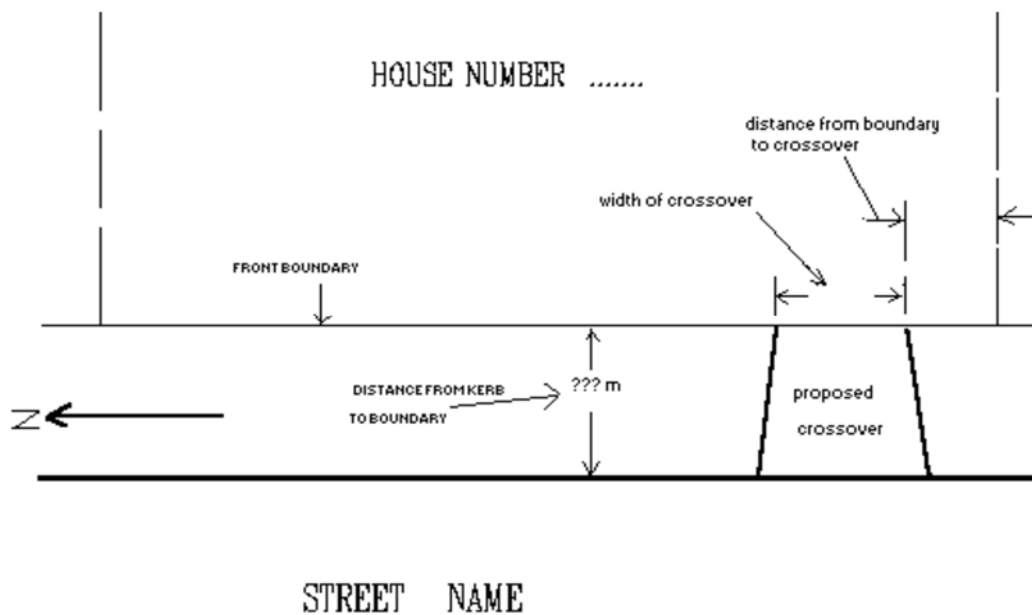 HOUSE NUMBER .......
distance from boundary
to crossover
width of crossover
FRONT BOUNDARY
DISTANCE FROM KERB
TO BOUNDARY
??? m
proposed
crossover
N
STREET NAME